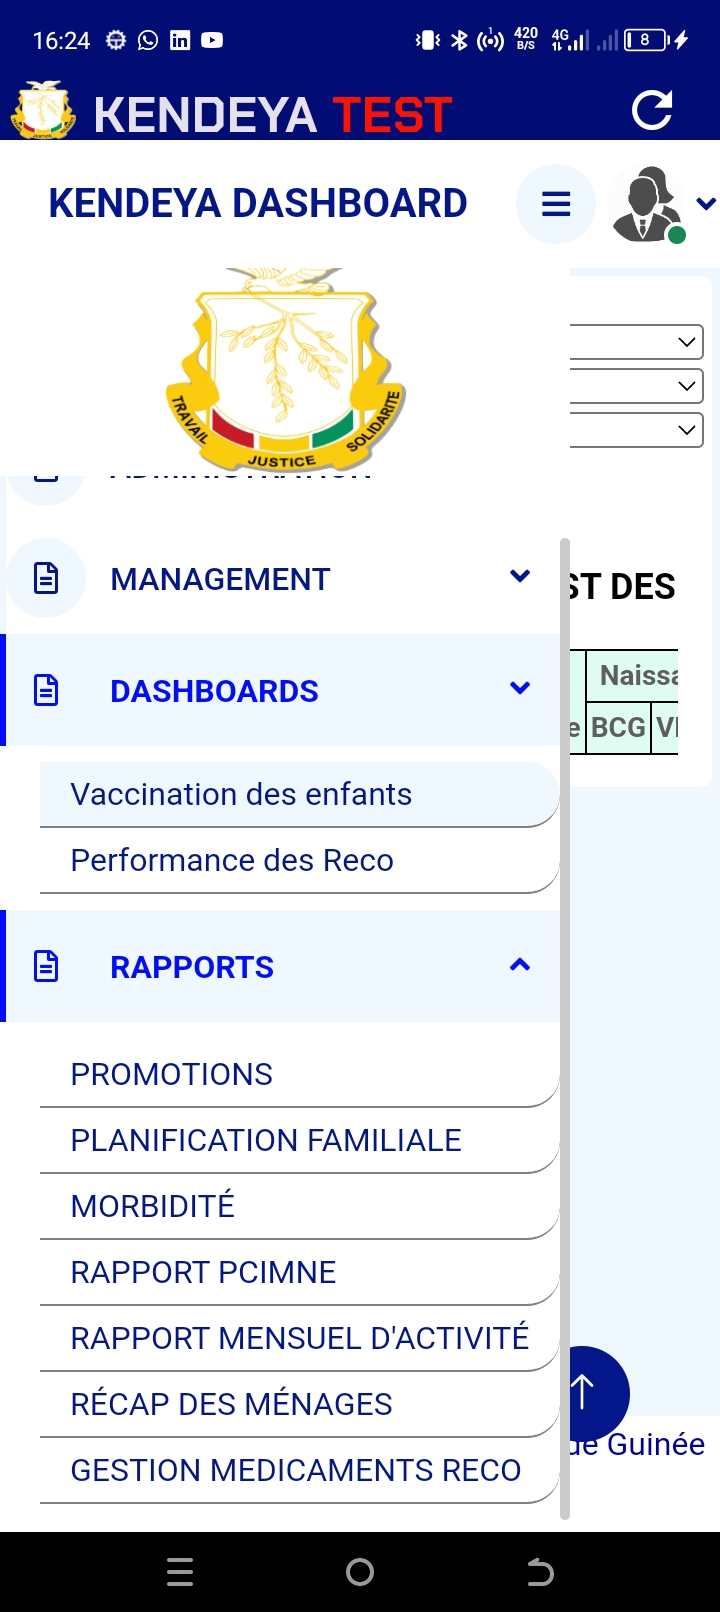 16:24
1
420
B/S
4G
8
KENDEYA TEST
KENDEYA DASHBOARD
TRAVAIL
JUSTICE
SOLIDARITE
ADMINISTRATION
MANAGEMENT
ST DES
DASHBOARDS
Naissa
e BCG
Vaccination des enfants
Performance des Reco
RAPPORTS
PROMOTIONS
PLANIFICATION FAMILIALE
MORBIDITÉ
RAPPORT PCIMNE
RAPPORT MENSUEL D'ACTIVITÉ
RÉCAP DES MÉNAGES
de Guinée
GESTION MEDICAMENTS RECO